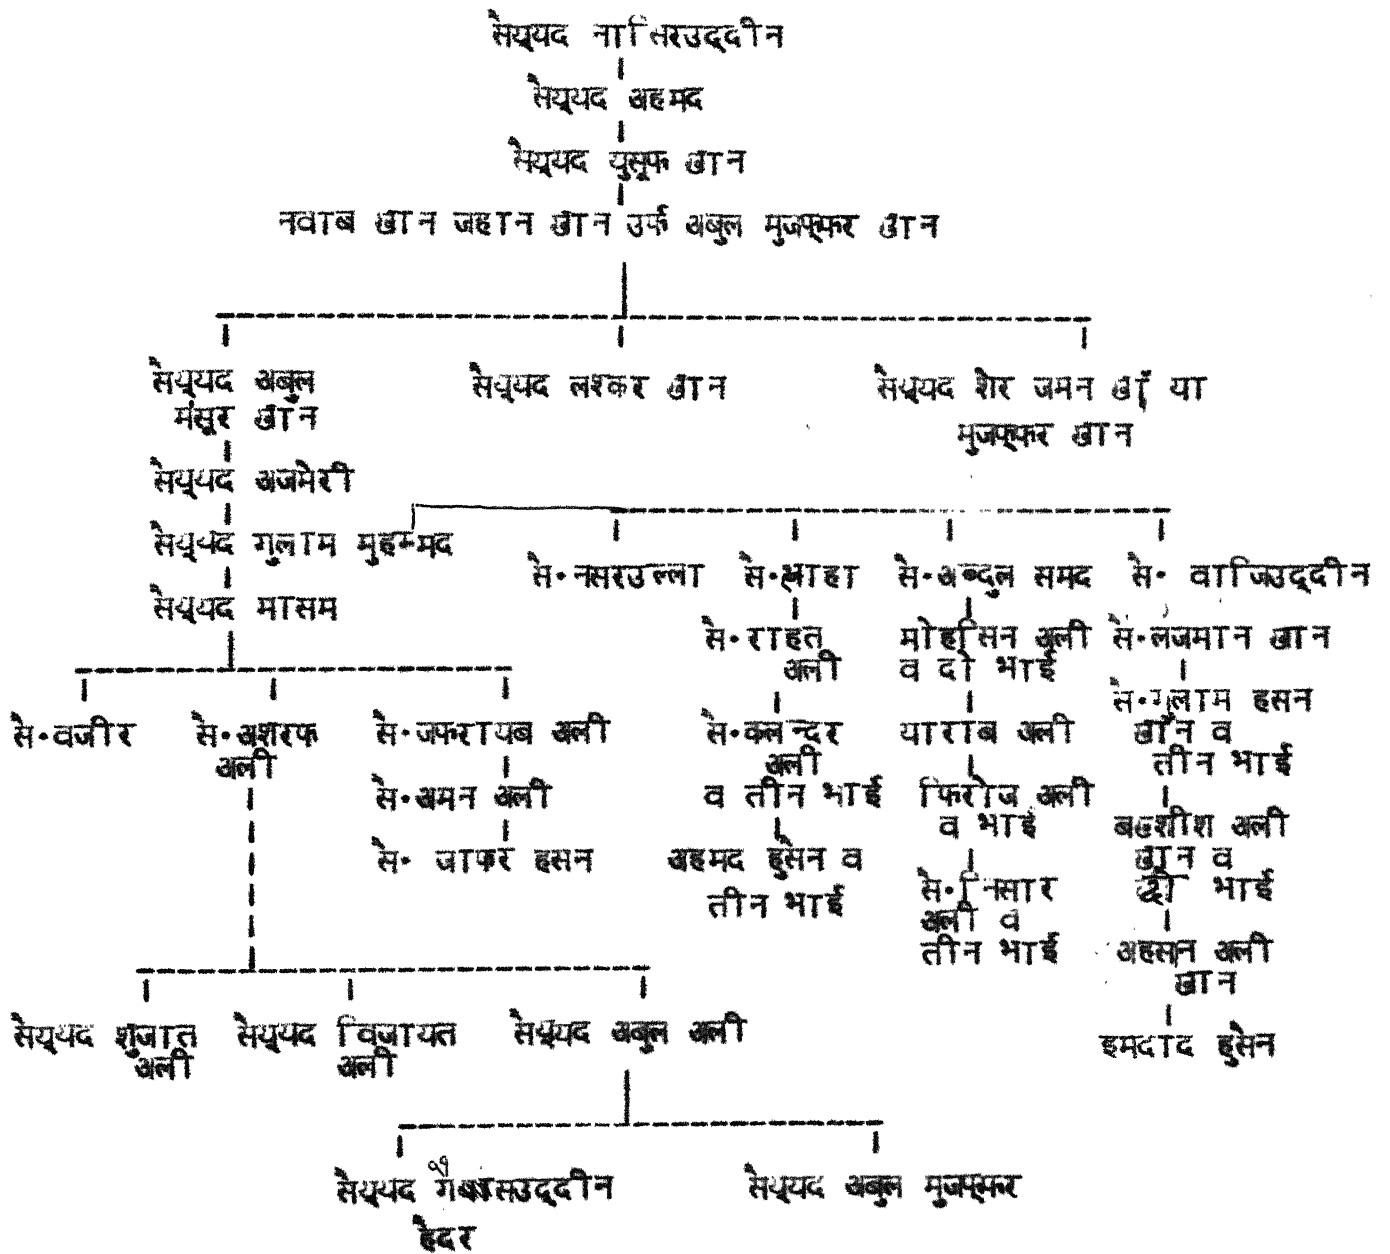 सैय्यद नासिरउद्दीन
सैय्यद अहमद
सैय्यद युसूफ खान
नवाब खान जहान खान उर्फ अबुल मुजफ्फर खान
सैय्यद अबुल
मंसूर खान
सैय्यद लश्कर खान
सैय्यद शेर जमन खाँ या
मुजफ्फर खान
सैय्यद अजमेरी
सैय्यद गुलाम मुहम्मद
सैय्यद मासम
सै॰नसरउल्ला
सै॰शाहा
सै॰अब्दुल समद
सै॰ वाजिउद्दीन
सै॰राहत
अली
मोहसिन अली
व दो भाई
सै॰लजमान खान
सै॰गुलाम हसन
खाँन व
तीन भाई
सै॰वजीर
सै॰अशरफ
अली
सै॰जफरायब अली
सै॰कलन्दर
अली
व तीन भाई
याराब अली
सै॰अमन अली
फिरोज अली
व भाई
बख्शीश अली
खान व
भाई
सै॰ जाफर हसन
अहमद हुसैन व
तीन भाई
सै॰निसार
अली व
तीन भाई
अहसन अली
खान
इमदाद हुसैन
सैय्यद शुजात
अली
सैय्यद विजायत
अली
सैय्यद अबुल अली
सैय्यद
हैदर
सैय्यद अबुल मुजफ्फर